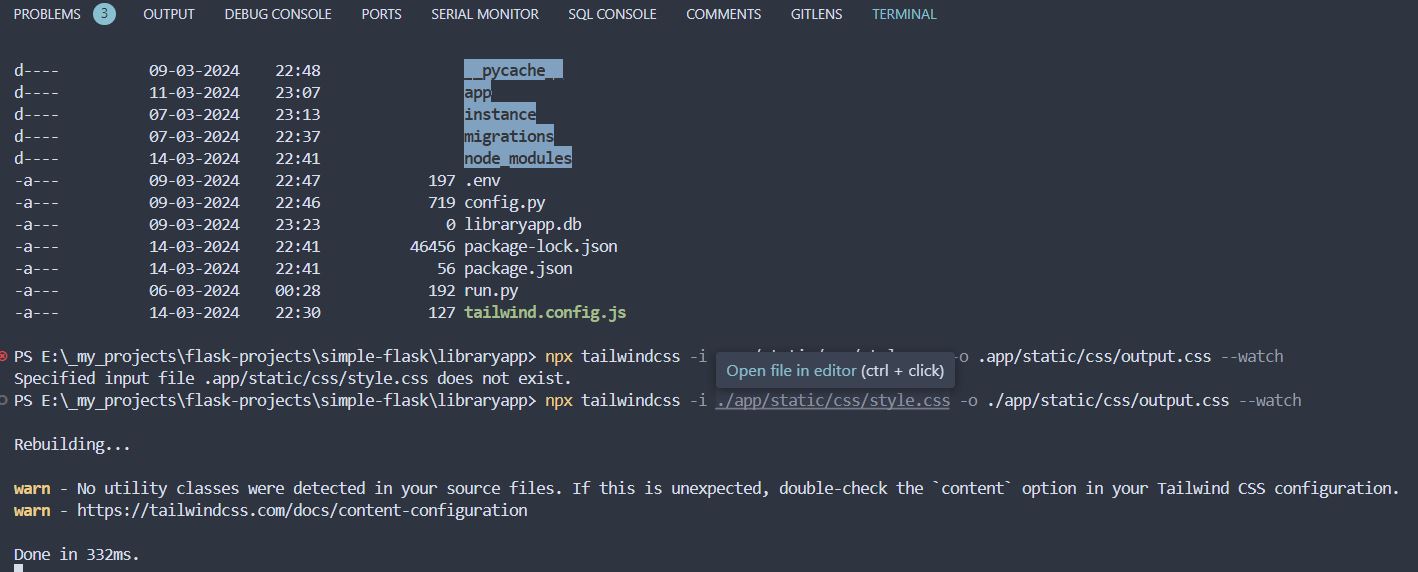 PROBLEMS 3 OUTPUT DEBUG CONSOLE PORTS SERIAL MONITOR SQL CONSOLE COMMENTS GITLENS TERMINAL
d---- 09-03-2024 22:48 __pycache__
d---- 11-03-2024 23:07 app
d---- 07-03-2024 23:13 instance
d---- 07-03-2024 22:37 migrations
d---- 14-03-2024 22:41 node_modules
-a--- 09-03-2024 22:47 197 .env
-a--- 09-03-2024 22:46 719 config.py
-a--- 09-03-2024 23:23 0 libraryapp.db
-a--- 14-03-2024 22:41 46456 package-lock.json
-a--- 14-03-2024 22:41 56 package.json
-a--- 06-03-2024 00:28 192 run.py
-a--- 14-03-2024 22:30 127 tailwind.config.js
PS E:\_my_projects\flask-projects\simple-flask\libraryapp> npx tailwindcss -i -o .app/static/css/output.css --watch
Specified input file .app/static/css/style.css does not exist.
Open file in editor (ctrl + click)
PS E:\_my_projects\flask-projects\simple-flask\libraryapp> npx tailwindcss -i ./app/static/css/style.css -o ./app/static/css/output.css --watch
Rebuilding...
warn - No utility classes were detected in your source files. If this is unexpected, double-check the `content` option in your Tailwind CSS configuration.
warn - https://tailwindcss.com/docs/content-configuration
Done in 332ms.